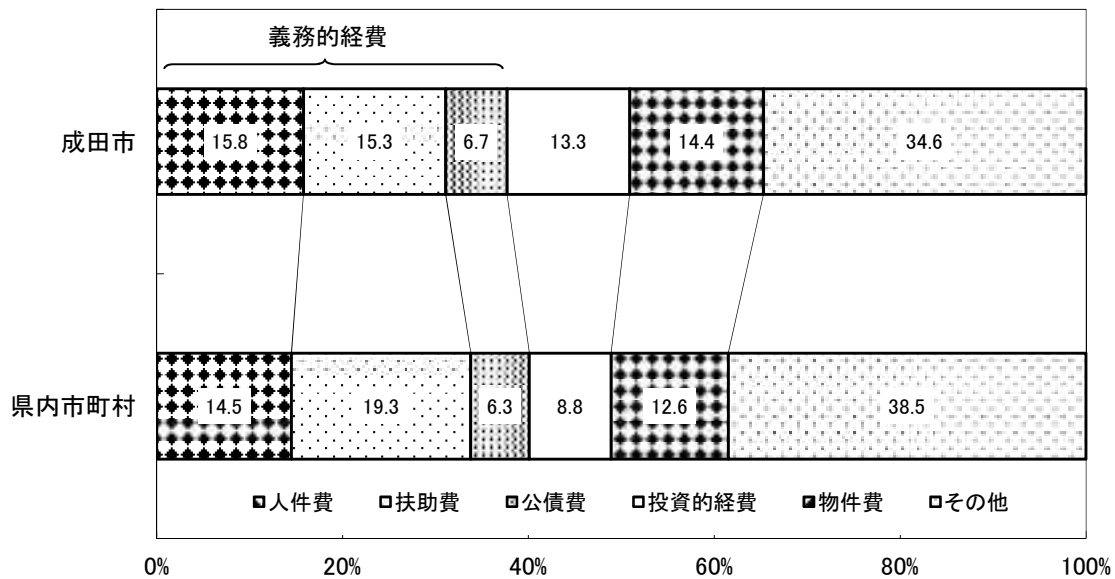 義務的経費
成田市
15.8 15.3 6.7 13.3 14.4 34.6
県内市町村
14.5 19.3 6.3 8.8 12.6 38.5
人件費 扶助費 公債費 投資的経費 物件費 その他
0% 20% 40% 60% 80% 100%